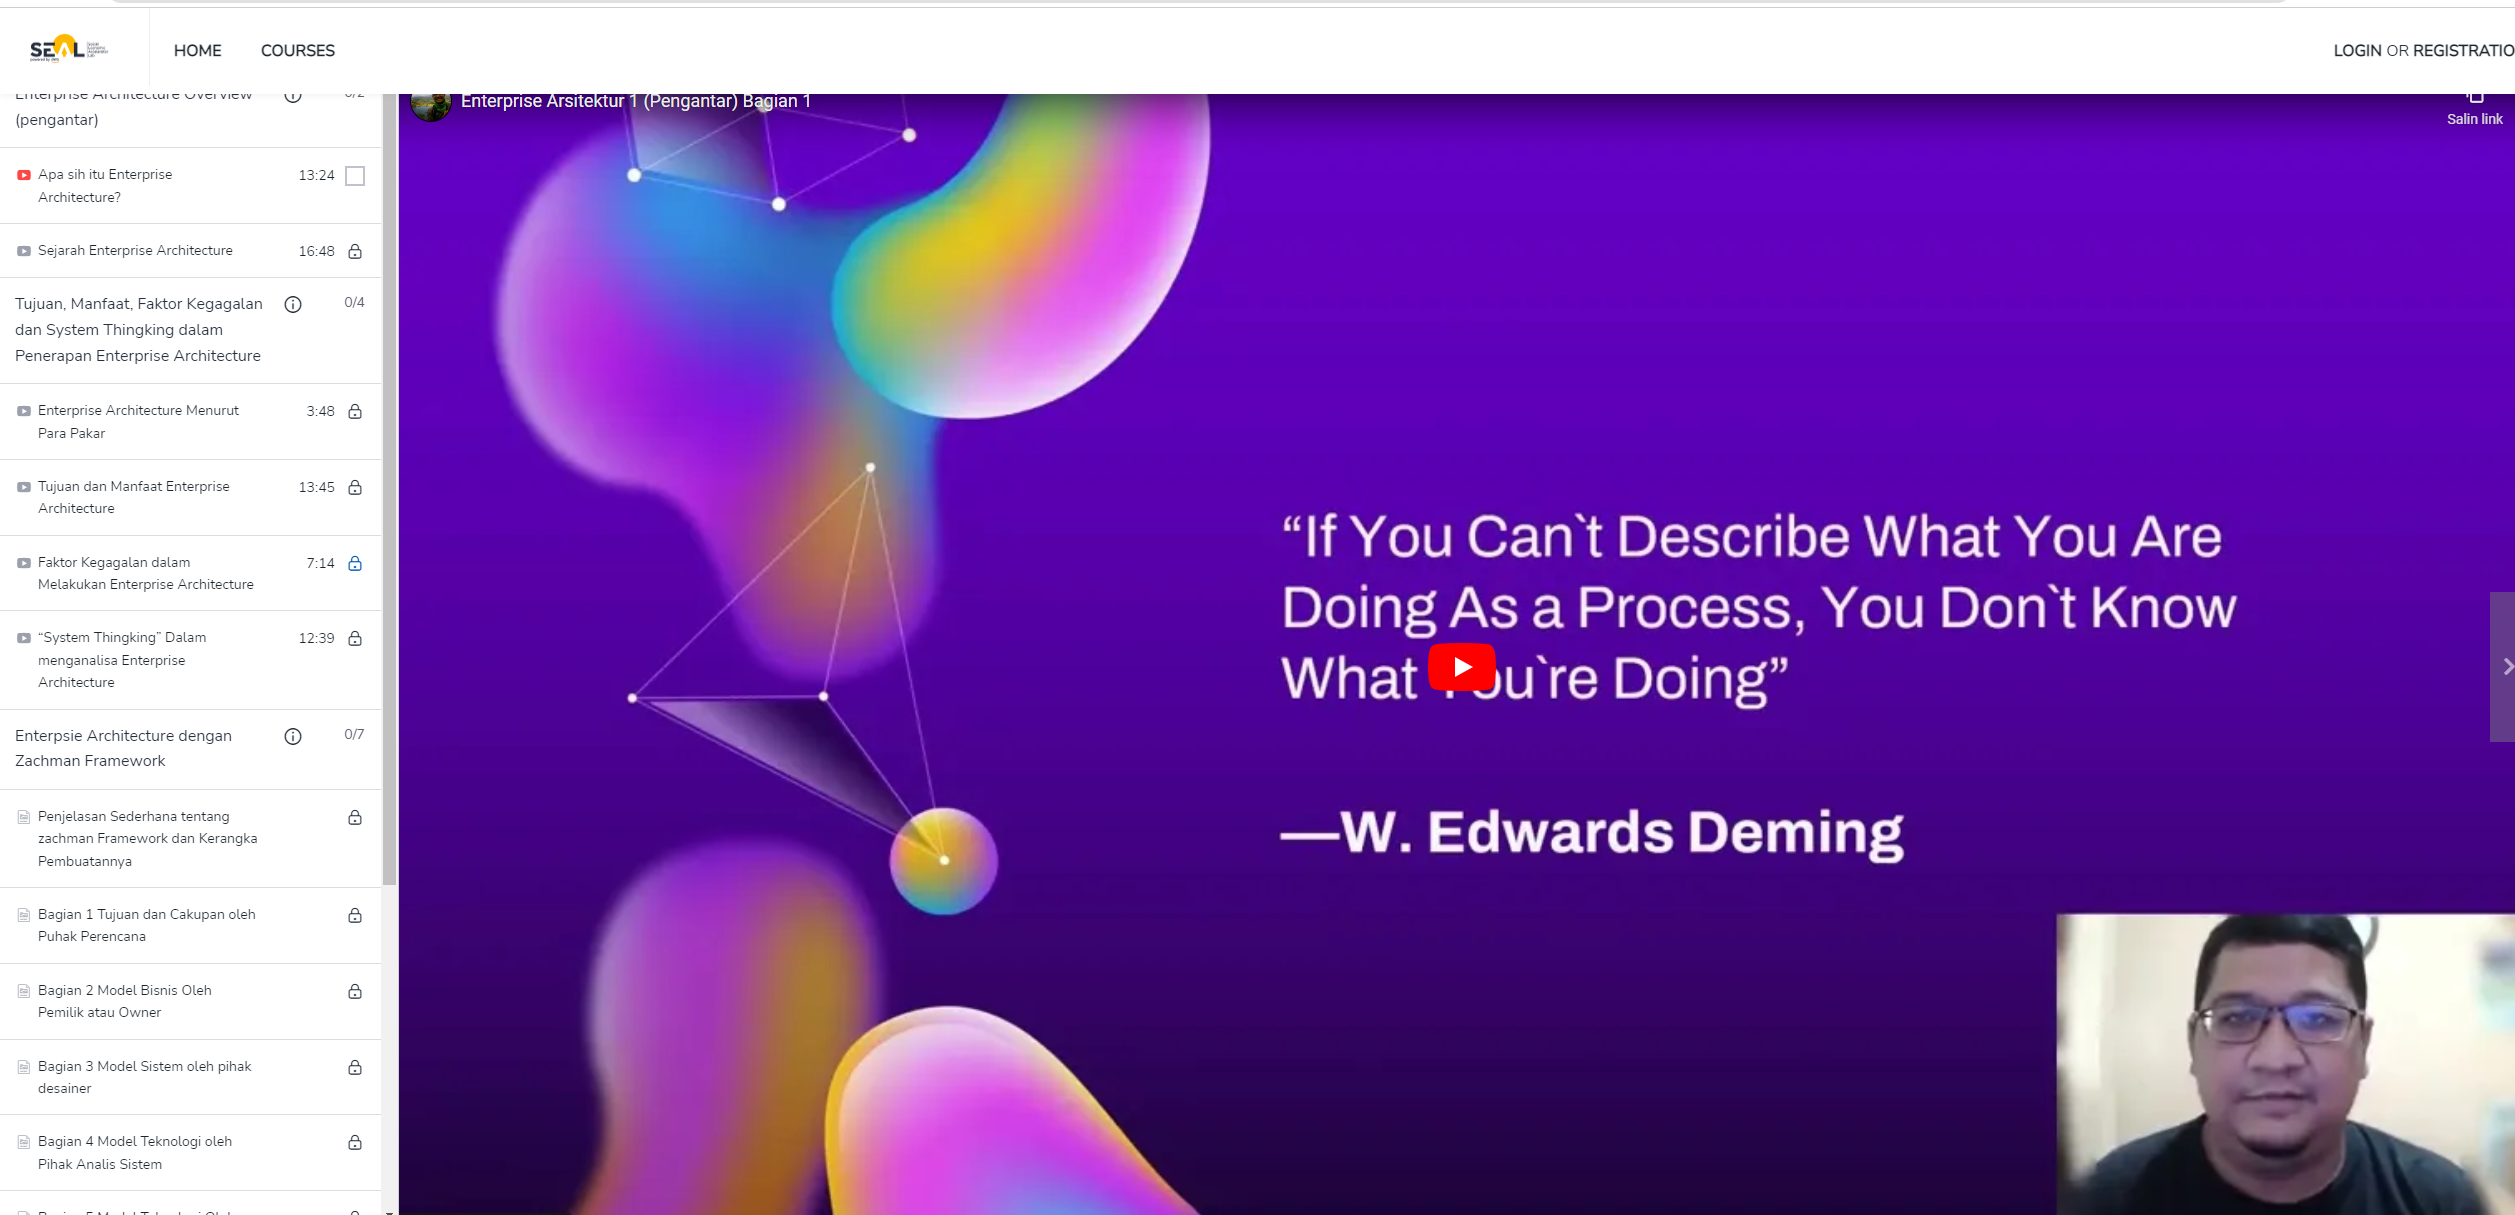 SEAL
HOME
COURSES
LOGIN OR REGISTRATIO
Enterprise Architecture Overview
(pengantar)
0/2
Apa sih itu Enterprise
Architecture?
13:24
Sejarah Enterprise Architecture
16:48
Tujuan, Manfaat, Faktor Kegagalan
dan System Thingking dalam
Penerapan Enterprise Architecture
0/4
Enterprise Architecture Menurut
Para Pakar
3:48
Tujuan dan Manfaat Enterprise
Architecture
13:45
Faktor Kegagalan dalam
Melakukan Enterprise Architecture
7:14
“System Thingking” Dalam
menganalisa Enterprise
Architecture
12:39
Enterpsie Architecture dengan
Zachman Framework
0/7
Penjelasan Sederhana tentang
zachman Framework dan Kerangka
Pembuatannya
Bagian 1 Tujuan dan Cakupan oleh
Puhak Perencana
Bagian 2 Model Bisnis Oleh
Pemilik atau Owner
Bagian 3 Model Sistem oleh pihak
desainer
Bagian 4 Model Teknologi oleh
Pihak Analis Sistem
Enterprise Arsitektur 1 (Pengantar) Bagian 1
Salin link
“If You Can`t Describe What You Are
Doing As a Process, You Don`t Know
What You`re Doing”
—W. Edwards Deming